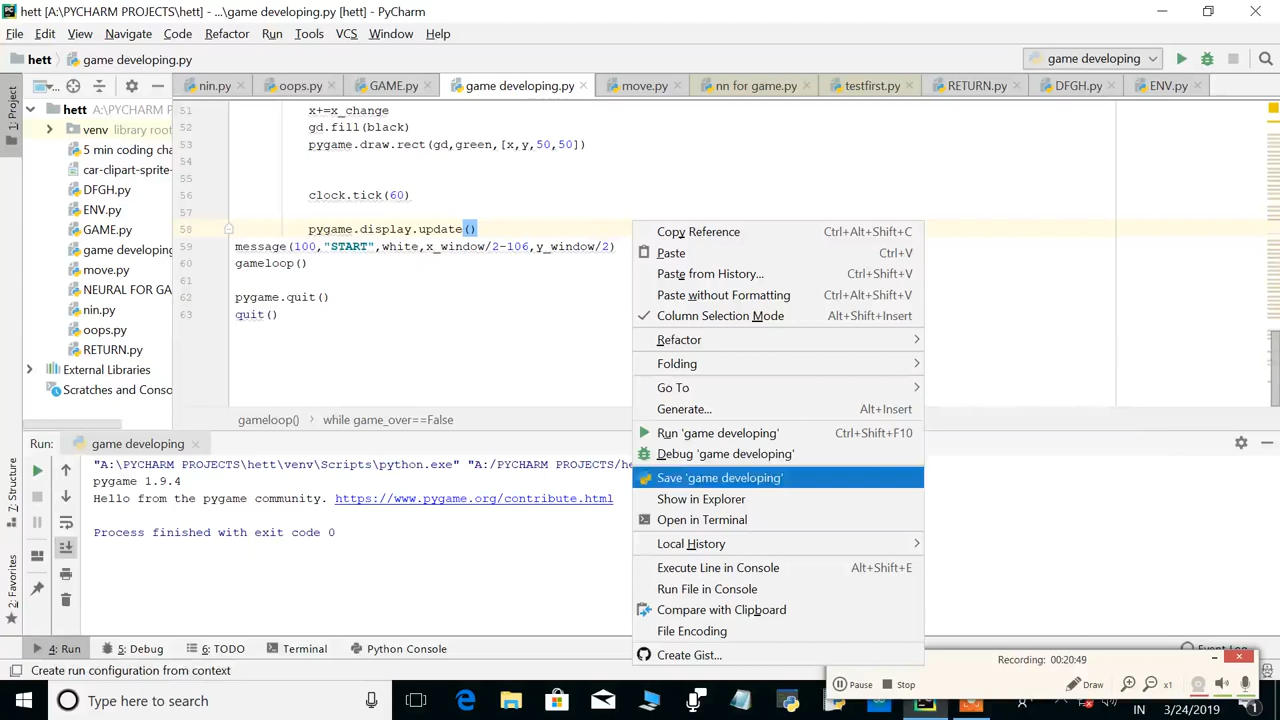 hett [A:\PYCHARM PROJECTS\hett] - ...\game developing.py [hett] - PyCharm
File Edit View Navigate Code Refactor Run Tools VCS Window Help
hett game developing.py
game developing
nin.py oops.py GAME.py game developing.py move.py nn for game.py testfirst.py RETURN.py DFGH.py ENV.py
1: Project
hett A:\PYCHARM P
venv library root
5 min coding cha
car-clipart-sprite-
DFGH.py
ENV.py
GAME.py
game developing
move.py
NEURAL FOR GA
nn.py
oops.py
RETURN.py
External Libraries
Scratches and Conso
51 x+=x_change
52 gd.fill(black)
53 pygame.draw.rect(gd,green,[x,y,50,50])
54
55
56 clock.tick(60)
57
58 pygame.display.update()
59 message(100,"START",white,x_window/2-106,y_window/2)
60 gameloop()
61
62 pygame.quit()
63 quit()
gameloop() while game_over==False
Copy Reference Ctrl+Alt+Shift+C
Paste Ctrl+V
Paste from History... Ctrl+Shift+V
Paste without Formatting Ctrl+Alt+Shift+V
Column Selection Mode Alt+Shift+Insert
Refactor
Folding
Go To
Generate... Alt+Insert
Run 'game developing' Ctrl+Shift+F10
Debug 'game developing'
Save 'game developing'
Show in Explorer
Open in Terminal
Local History
Execute Line in Console Alt+Shift+E
Run File in Console
Compare with Clipboard
File Encoding
Create Gist...
Run: game developing
"A:\PYCHARM PROJECTS\hett\venv\Scripts\python.exe" "A:/PYCHARM PROJECTS/he
pygame 1.9.4
Hello from the pygame community. https://www.pygame.org/contribute.html
Process finished with exit code 0
7: Structure
2: Favorites
4: Run 5: Debug 6: TODO Terminal Python Console
Create run configuration from context
Recording: 00:20:49
Pause Stop Draw x1
Type here to search
IN 3/24/2019 1